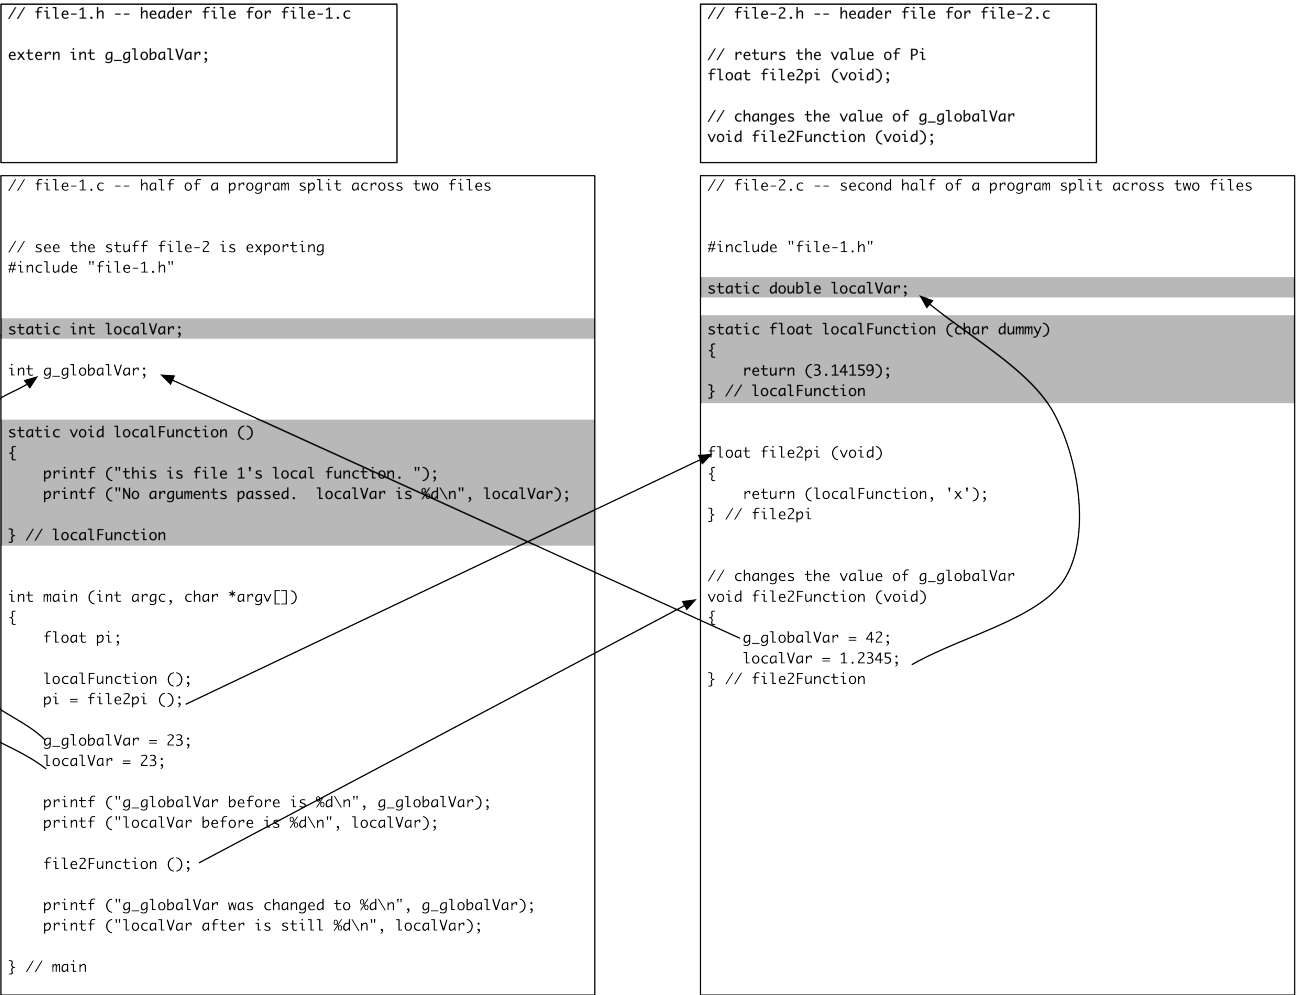 // file-1.h -- header file for file-1.c
extern int g_globalVar;
// file-2.h -- header file for file-2.c
// returs the value of Pi
float file2pi (void);
// changes the value of g_globalVar
void file2Function (void);
// file-1.c -- half of a program split across two files
// see the stuff file-2 is exporting
#include "file-1.h"
static int localVar;
int g_globalVar;
static void localFunction ()
{
    printf ("this is file 1's local function. ");
    printf ("No arguments passed.  localVar is %d\n", localVar);
} // localFunction
int main (int argc, char *argv[])
{
    float pi;
    localFunction ();
    pi = file2pi ();
    g_globalVar = 23;
    localVar = 23;
    printf ("g_globalVar before is %d\n", g_globalVar);
    printf ("localVar before is %d\n", localVar);
    file2Function ();
    printf ("g_globalVar was changed to %d\n", g_globalVar);
    printf ("localVar after is still %d\n", localVar);
} // main
// file-2.c -- second half of a program split across two files
#include "file-1.h"
static double localVar;
static float localFunction (char dummy)
{
    return (3.14159);
} // localFunction
float file2pi (void)
{
    return (localFunction, 'x');
} // file2pi
// changes the value of g_globalVar
void file2Function (void)
{
    g_globalVar = 42;
    localVar = 1.2345;
} // file2Function